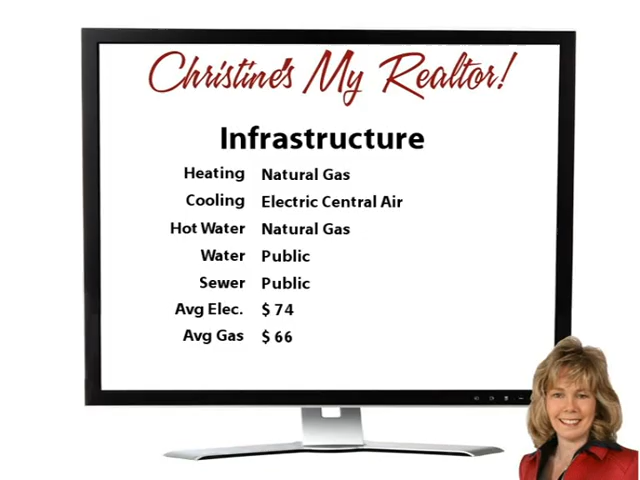 Christine's My Realtor!
Infrastructure
Heating Natural Gas
Cooling Electric Central Air
Hot Water Natural Gas
Water Public
Sewer Public
Avg Elec. $ 74
Avg Gas $ 66